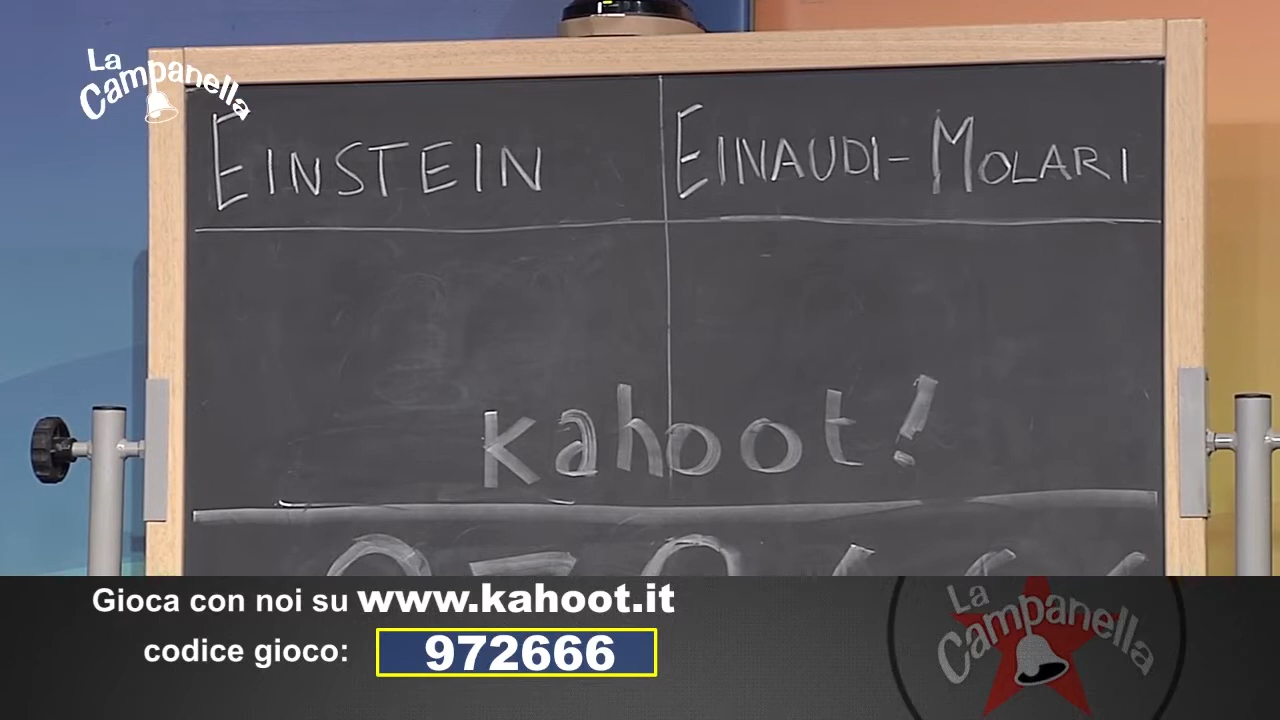 La
Campanella
EINSTEIN
EINAUDI-MOLARI
kahoot!
Gioca con noi su www.kahoot.it
codice gioco: 972666
La
Campanella